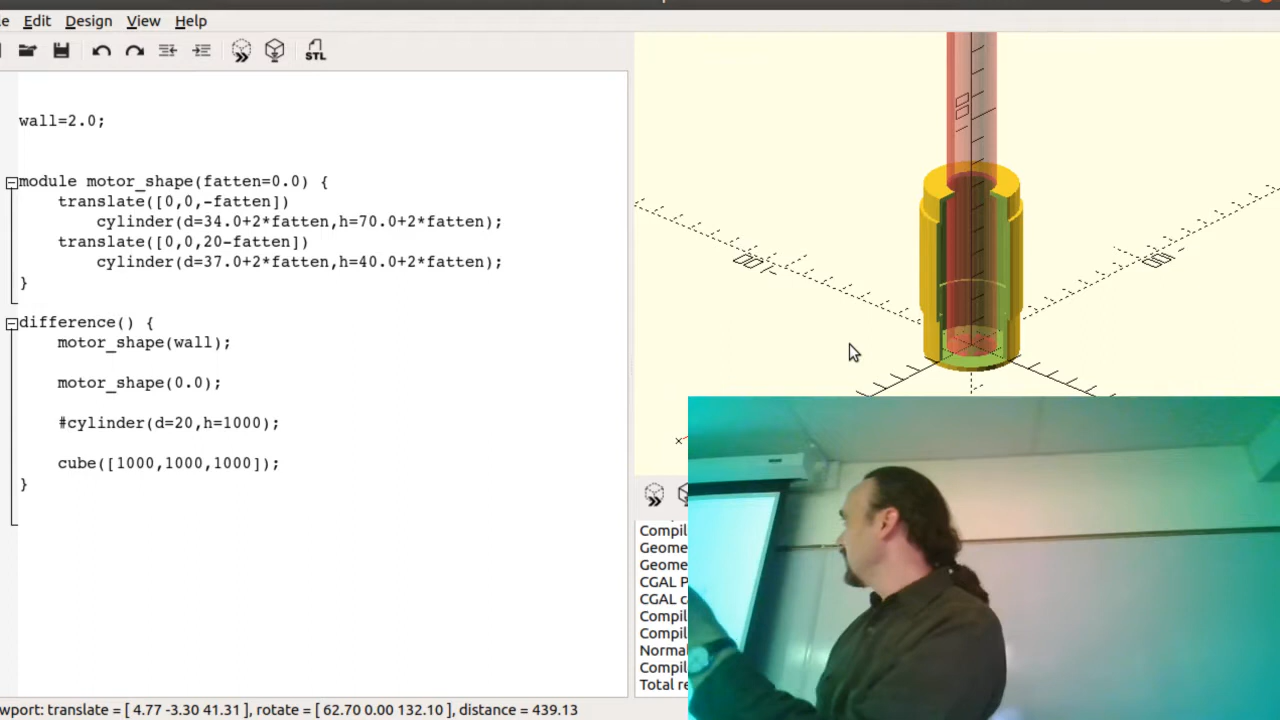 Edit Design View Help
STL
wall=2.0;
module motor_shape(fatten=0.0) {
translate([0,0,-fatten])
cylinder(d=34.0+2*fatten,h=70.0+2*fatten);
translate([0,0,20-fatten])
cylinder(d=37.0+2*fatten,h=40.0+2*fatten);
}
difference() {
motor_shape(wall);
motor_shape(0.0);
#cylinder(d=20,h=1000);
cube([1000,1000,1000]);
}
Compil
Geome
Geome
CGAL P
CGAL c
Compil
Compil
Normal
Compil
Total re
wport: translate = [ 4.77 -3.30 41.31 ], rotate = [ 62.70 0.00 132.10 ], distance = 439.13